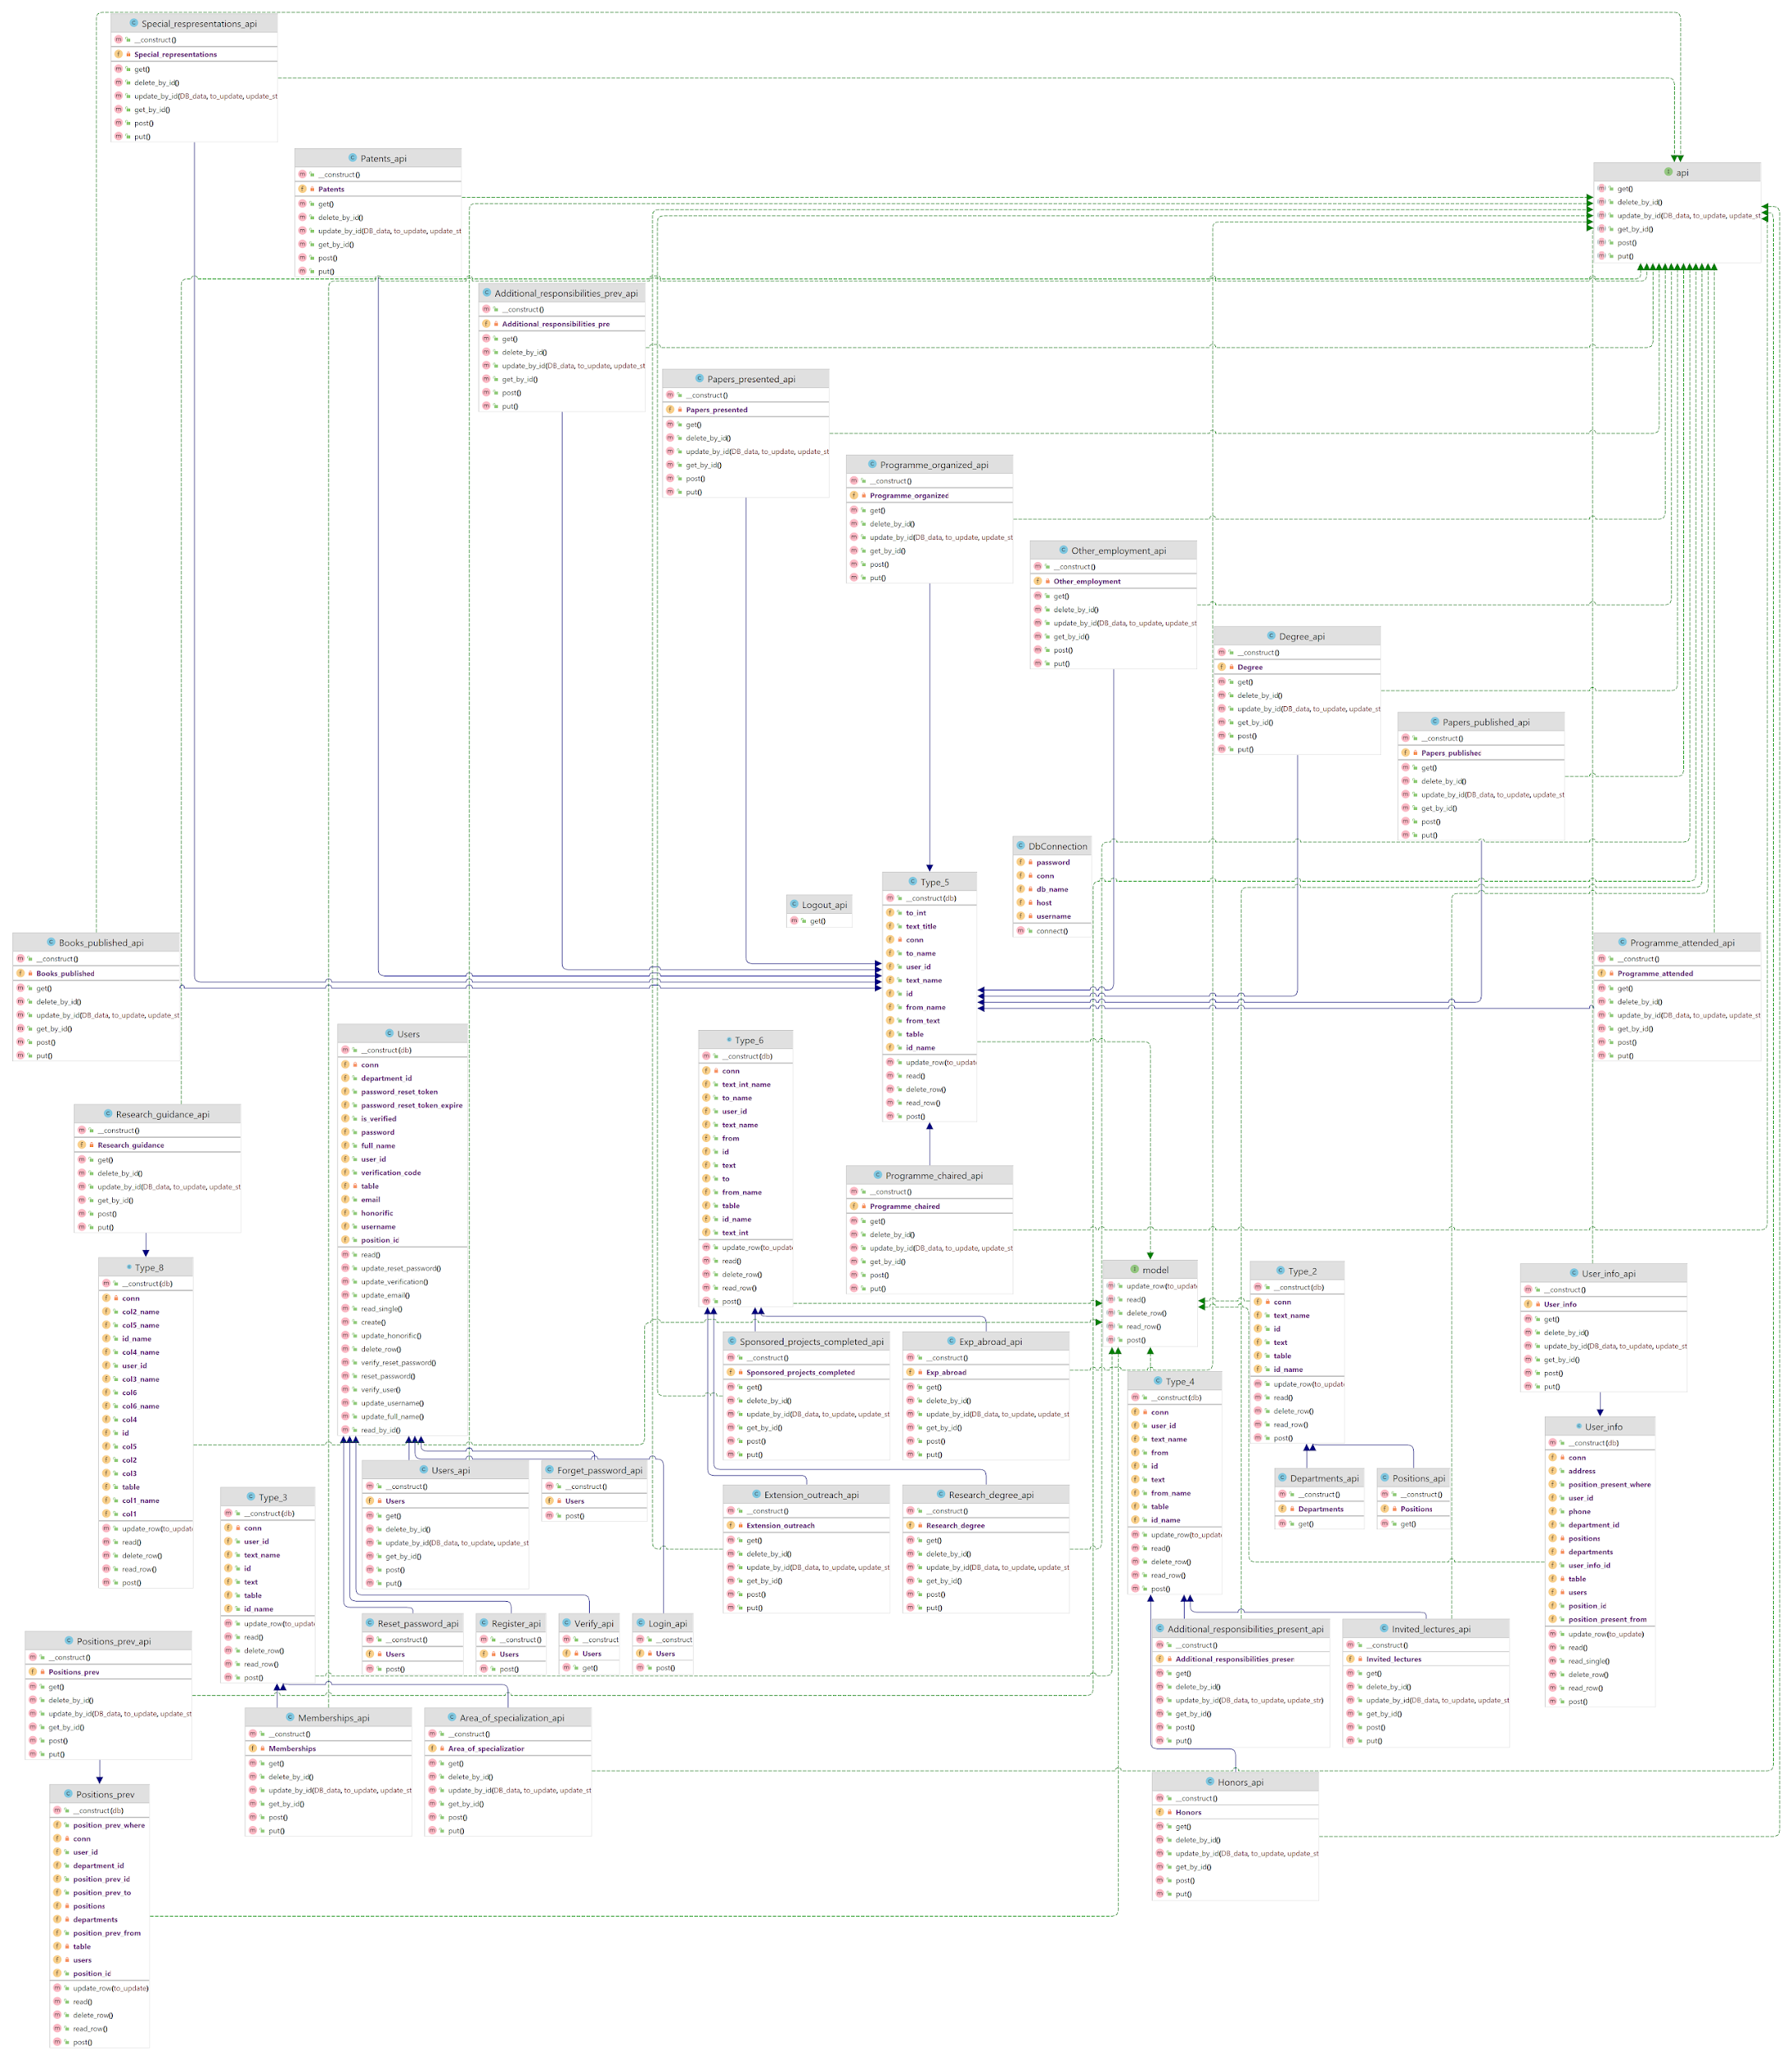 Special_respresentations_api
__construct()
Special_representations
get()
delete_by_id()
update_by_id(DB_data, to_update, update_st
get_by_id()
post()
put()
Patents_api
__construct()
Patents
get()
delete_by_id()
update_by_id(DB_data, to_update, update_st
get_by_id()
post()
put()
api
get()
delete_by_id()
update_by_id(DB_data, to_update, update_st
get_by_id()
post()
put()
Additional_responsibilities_prev_api
__construct()
Additional_responsibilities_pre
get()
delete_by_id()
update_by_id(DB_data, to_update, update_st
get_by_id()
post()
put()
Papers_presented_api
__construct()
Papers_presented
get()
delete_by_id()
update_by_id(DB_data, to_update, update_st
get_by_id()
post()
put()
Programme_organized_api
__construct()
Programme_organized
get()
delete_by_id()
update_by_id(DB_data, to_update, update_st
get_by_id()
post()
put()
Other_employment_api
__construct()
Other_employment
get()
delete_by_id()
update_by_id(DB_data, to_update, update_st
get_by_id()
post()
put()
Degree_api
__construct()
Degree
get()
delete_by_id()
update_by_id(DB_data, to_update, update_st
get_by_id()
post()
put()
Papers_published_api
__construct()
Papers_publishec
get()
delete_by_id()
update_by_id(DB_data, to_update, update_st
get_by_id()
post()
put()
DbConnection
password
conn
db_name
host
username
connect()
Type_5
__construct(db)
to_int
text_title
conn
to_name
user_id
text_name
id
from_name
from_text
table
id_name
update_row(to_update
read()
delete_row()
read_row()
post()
Logout_api
get()
Books_published_api
__construct()
Books_published
get()
delete_by_id()
update_by_id(DB_data, to_update, update_st
get_by_id()
post()
put()
Programme_attended_api
__construct()
Programme_attended
get()
delete_by_id()
update_by_id(DB_data, to_update, update_st
get_by_id()
post()
put()
Users
__construct(db)
conn
department_id
password_reset_token
password_reset_token_expire
is_verified
password
full_name
user_id
verification_code
table
email
honorific
username
position_ic
read()
update_reset_password()
update_verification()
update_email()
read_single()
create()
update_honorific()
delete_row()
verify_reset_password()
reset_password()
verify_user()
update_username()
update_full_name()
read_by_id()
Type_6
__construct(db)
conn
text_int_name
to_name
user_id
text_name
from
id
text
to
from_name
table
id_name
text_int
update_row(to_update
read()
delete_row()
read_row()
post()
Research_guidance_api
__construct()
Research_guidance
get()
delete_by_id()
update_by_id(DB_data, to_update, update_st
get_by_id()
post()
put()
Programme_chaired_api
__construct()
Programme_chaired
get()
delete_by_id()
update_by_id(DB_data, to_update, update_st
get_by_id()
post()
put()
Type_8
__construct(db)
conn
col2_name
col5_name
id_name
col4_name
user_id
col3_name
col6
col6_name
col4
id
col5
col2
col3
table
col1_name
col1
update_row(to_update
read()
delete_row()
read_row()
post()
model
update_row(to_update
read()
delete_row()
read_row()
post()
Type_2
__construct(db)
conn
text_name
id
text
table
id_name
update_row(to_update
read()
delete_row()
read_row()
post()
User_info_api
__construct()
User_info
get()
delete_by_id()
update_by_id(DB_data, to_update, update_st
get_by_id()
post()
put()
Sponsored_projects_completed_api
__construct()
Sponsored_projects_completed
get()
delete_by_id()
update_by_id(DB_data, to_update, update_st
get_by_id()
post()
put()
Exp_abroad_api
__construct()
Exp_abroad
get()
delete_by_id()
update_by_id(DB_data, to_update, update_st
get_by_id()
post()
put()
Type_4
__construct(db)
conn
user_id
text_name
from
id
text
from_name
table
id_name
update_row(to_update
read()
delete_row()
read_row()
post()
User_info
__construct(db)
conn
address
position_present_where
user_id
phone
department_id
positions
departments
user_info_id
table
users
position_id
position_present_from
update_row(to_update)
read()
read_single()
delete_row()
read_row()
post()
Users_api
__construct()
Users
get()
delete_by_id()
update_by_id(DB_data, to_update, update_st
get_by_id()
post()
put()
Forget_password_api
__construct()
Users
post()
Departments_api
__construct()
Departments
get()
Positions_api
__construct()
Positions
get()
Type_3
__construct(db)
conn
user_id
text_name
id
text
table
id_name
update_row(to_update
read()
delete_row()
read_row()
post()
Extension_outreach_api
__construct()
Extension_outreach
get()
delete_by_id()
update_by_id(DB_data, to_update, update_st
get_by_id()
post()
put()
Research_degree_api
__construct()
Research_degree
get()
delete_by_id()
update_by_id(DB_data, to_update, update_st
get_by_id()
post()
put()
Reset_password_api
__construct()
Users
post()
Register_api
__construct()
Users
post()
Verify_api
__construct
Users
get()
Login_api
__construct
Users
post()
Additional_responsibilities_present_api
__construct()
Additional_responsibilities_preser
get()
delete_by_id()
update_by_id(DB_data, to_update, update_str)
get_by_id()
post()
put()
Invited_lectures_api
__construct()
Invited_lectures
get()
delete_by_id()
update_by_id(DB_data, to_update, update_st
get_by_id()
post()
put()
Positions_prev_api
__construct()
Positions_prev
get()
delete_by_id()
update_by_id(DB_data, to_update, update_st
get_by_id()
post()
put()
Memberships_api
__construct()
Memberships
get()
delete_by_id()
update_by_id(DB_data, to_update, update_st
get_by_id()
post()
put()
Area_of_specialization_api
__construct()
Area_of_specializatior
get()
delete_by_id()
update_by_id(DB_data, to_update, update_st
get_by_id()
post()
put()
Honors_api
__construct()
Honors
get()
delete_by_id()
update_by_id(DB_data, to_update, update_st
get_by_id()
post()
put()
Positions_prev
__construct(db)
position_prev_where
conn
user_id
department_id
position_prev_id
position_prev_to
positions
departments
position_prev_from
table
users
position_id
update_row(to_update)
read()
delete_row()
read_row()
post()